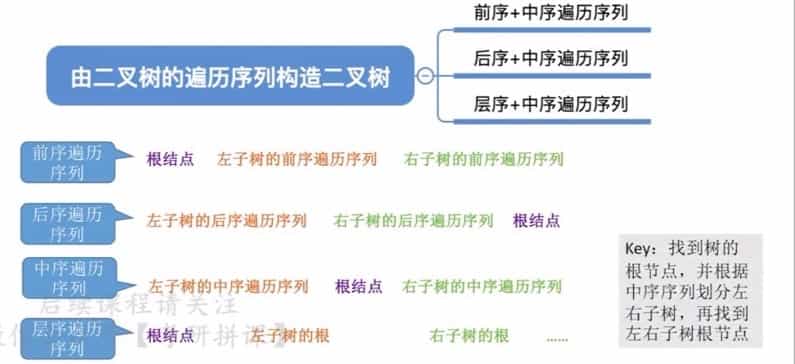 前序+中序遍历序列
由二叉树的遍历序列构造二叉树
后序+中序遍历序列
层序+中序遍历序列
前序遍历
序列
根结点 左子树的前序遍历序列 右子树的前序遍历序列
后序遍历
序列
左子树的后序遍历序列 右子树的后序遍历序列 根结点
中序遍历
序列
左子树的中序遍历序列 根结点 右子树的中序遍历序列
后续课程请关注
层序遍历
序列
根结点 左子树的根 右子树的根 ……
【考研拼课】
Key：找到树的
根节点，并根据
中序序列划分左
右子树，再找到
左右子树根节点